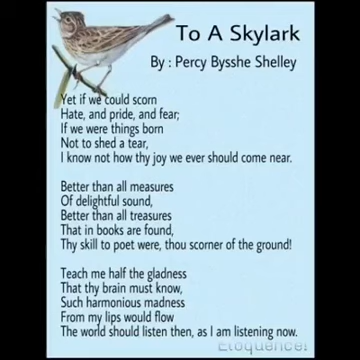 To A Skylark
By : Percy Bysshe Shelley
Yet if we could scorn
Hate, and pride, and fear;
If we were things born
Not to shed a tear,
I know not how thy joy we ever should come near.
Better than all measures
Of delightful sound,
Better than all treasures
That in books are found,
Thy skill to poet were, thou scorner of the ground!
Teach me half the gladness
That thy brain must know,
Such harmonious madness
From my lips would flow
The world should listen then, as I am listening now.
Eloquence!